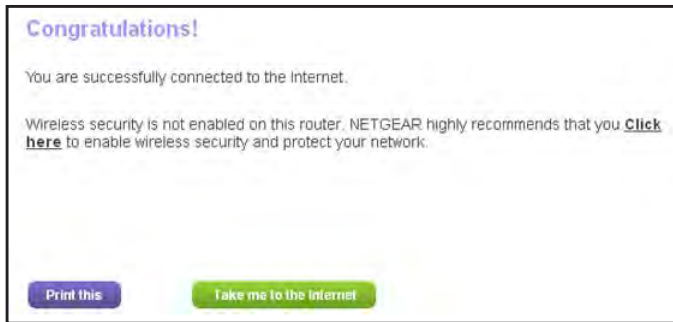 Congratulations!
You are successfully connected to the Internet.
Wireless security is not enabled on this router. NETGEAR highly recommends that you Click
here to enable wireless security and protect your network.
Print this
Take me to the Internet